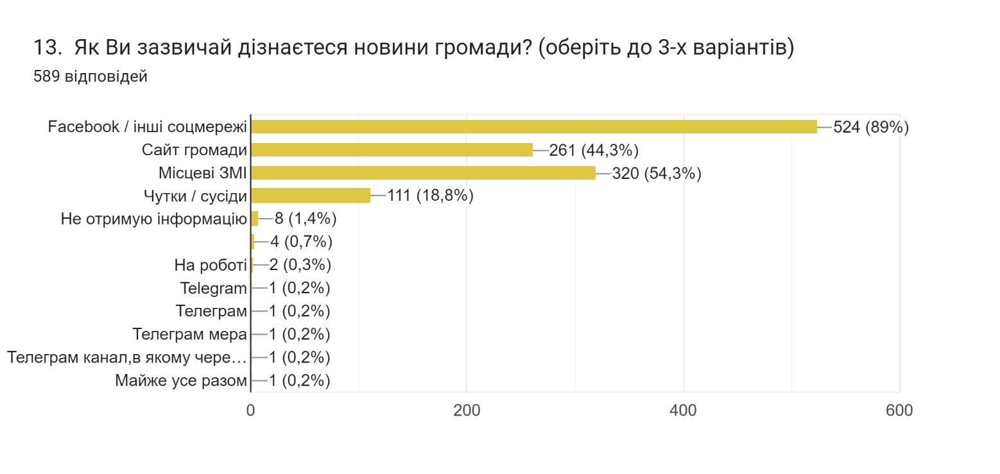 13. Як Ви зазвичай дізнаєтеся новини громади? (оберіть до 3-х варіантів)
589 відповідей
Facebook / інші соцмережі 524 (89%)
Сайт громади 261 (44,3%)
Місцеві ЗМІ 320 (54,3%)
Чутки / сусіди 111 (18,8%)
Не отримую інформацію 8 (1,4%)
4 (0,7%)
На роботі 2 (0,3%)
Telegram 1 (0,2%)
Телеграм 1 (0,2%)
Телеграм мера 1 (0,2%)
Телеграм канал,в якому чере… 1 (0,2%)
Майже усе разом 1 (0,2%)
0 200 400 600